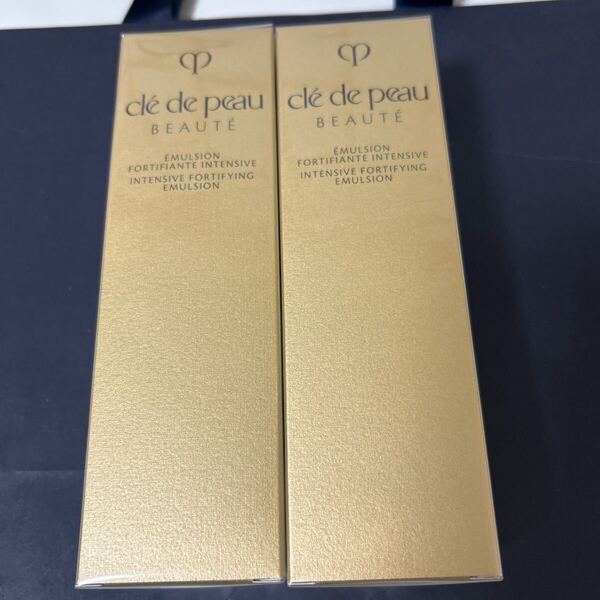 clé de peau
BEAUTÉ
ÉMULSION
FORTIFIANTE INTENSIVE
INTENSIVE FORTIFYING
EMULSION
clé de peau
BEAUTÉ
ÉMULSION
FORTIFIANTE INTENSIVE
INTENSIVE FORTIFYING
EMULSION